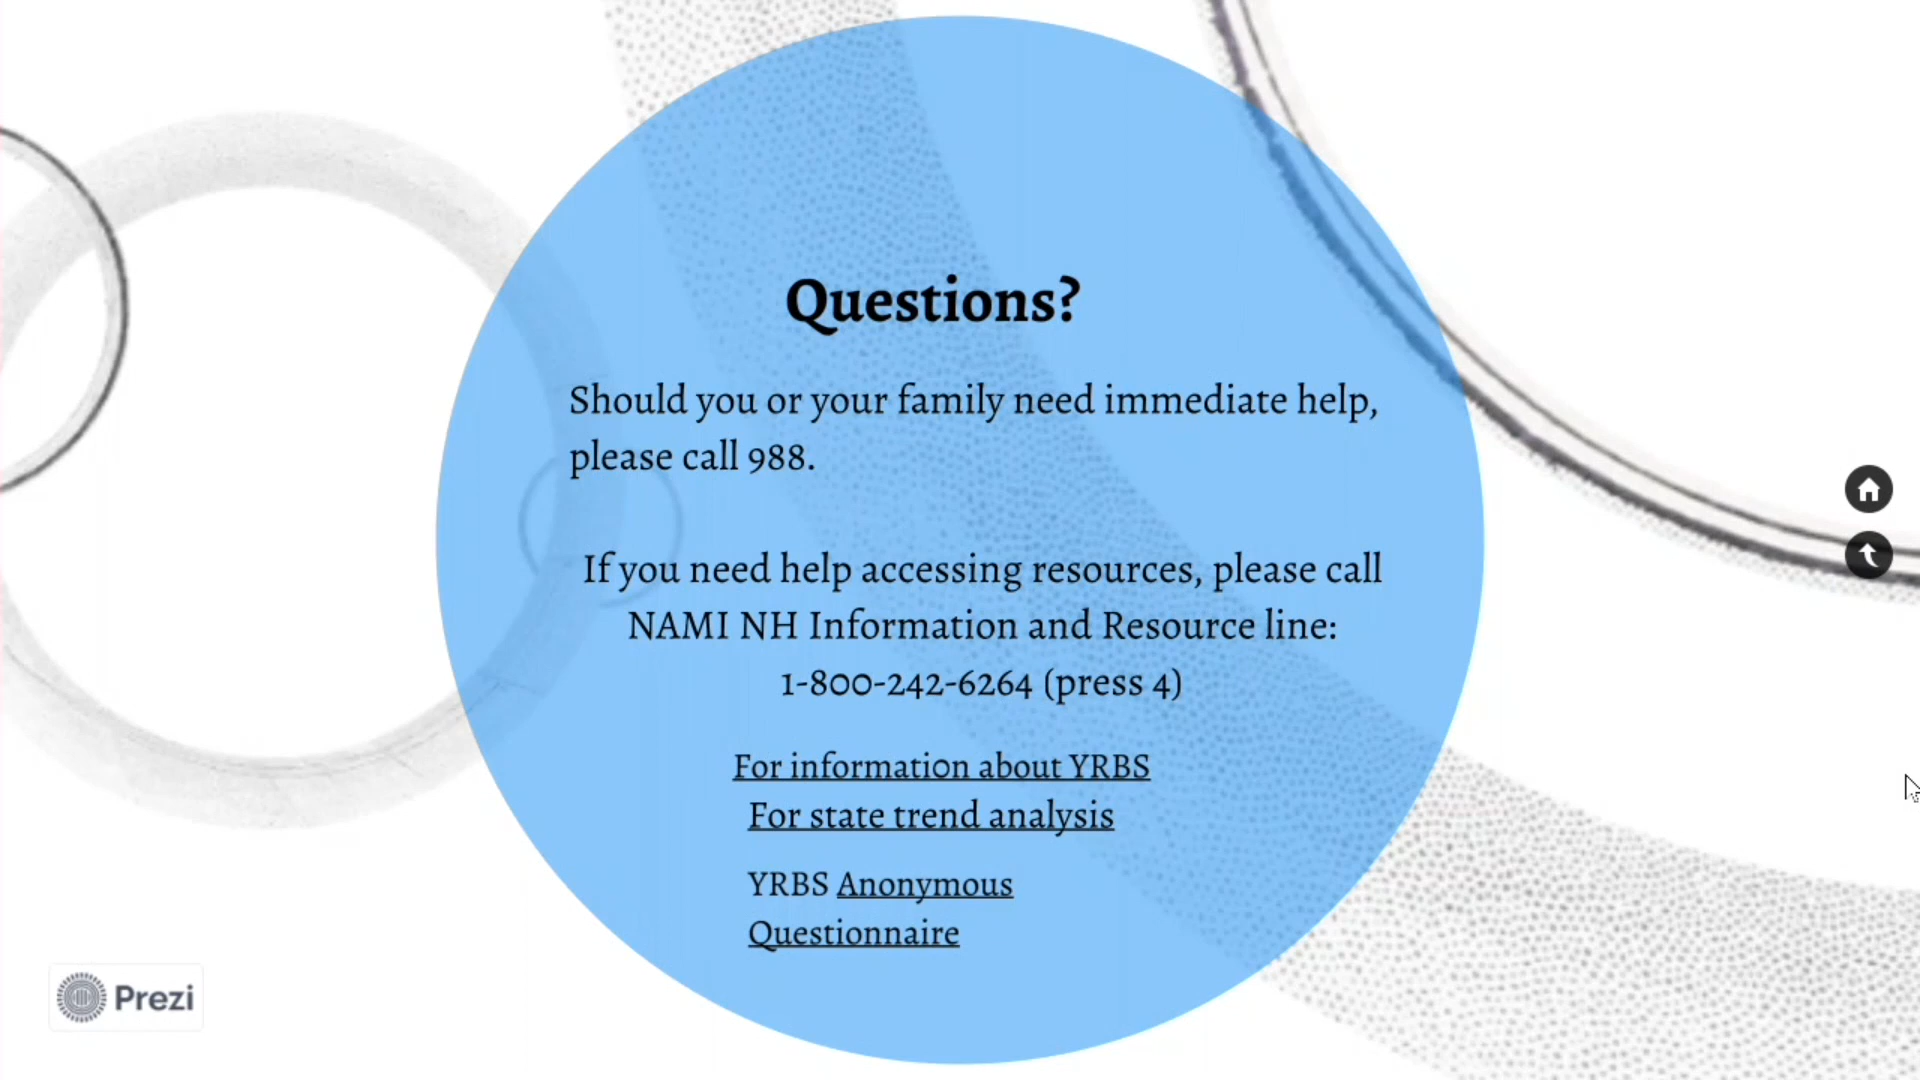 Questions?
Should you or your family need immediate help,
please call 988.
If you need help accessing resources, please call
NAMI NH Information and Resource line:
1-800-242-6264 (press 4)
For information about YRBS
For state trend analysis
YRBS Anonymous
Questionnaire
Prezi